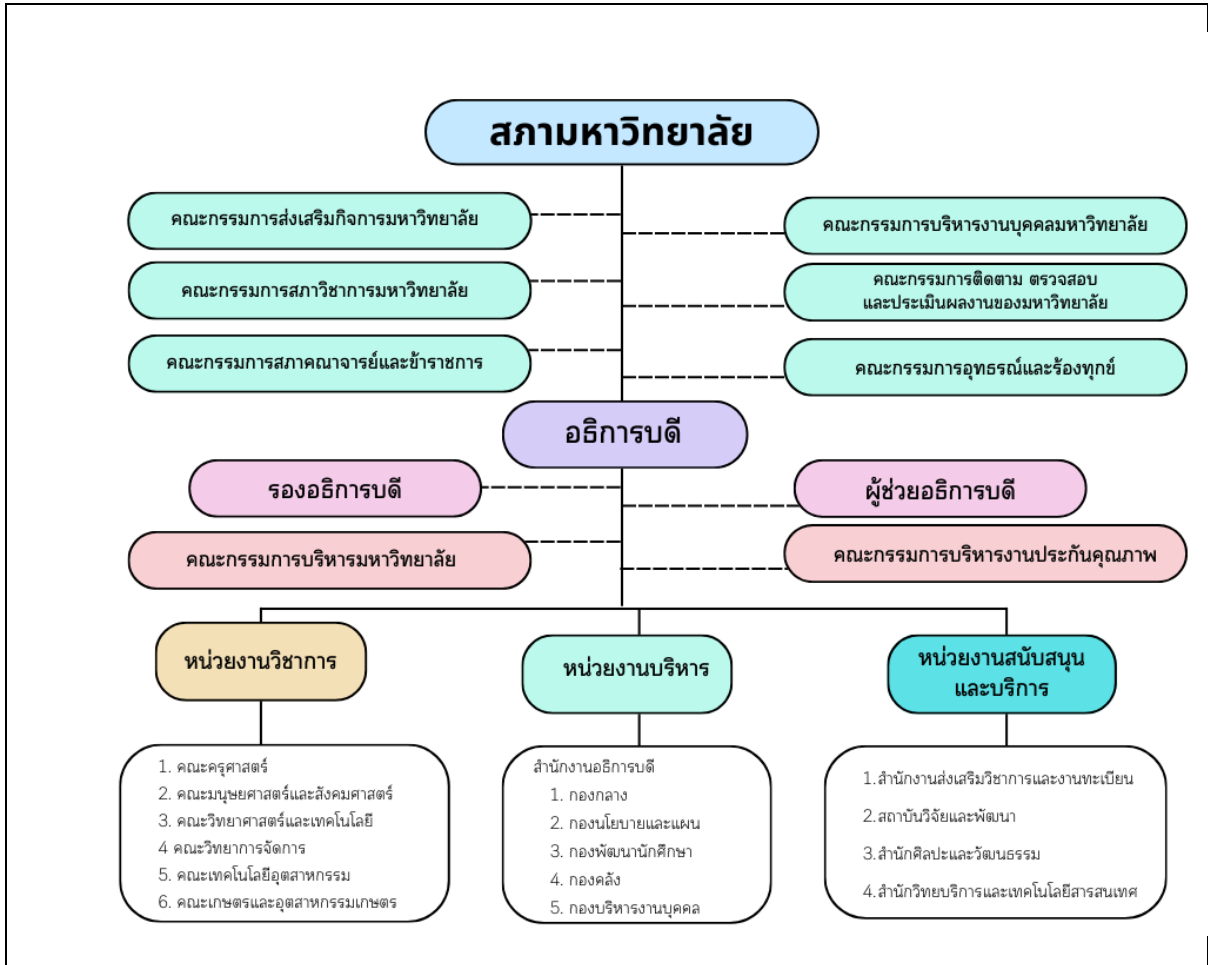 สภามหาวิทยาลัย
คณะกรรมการส่งเสริมกิจการมหาวิทยาลัย
คณะกรรมการบริหารงานบุคคลมหาวิทยาลัย
คณะกรรมการสภาวิชาการมหาวิทยาลัย
คณะกรรมการติดตาม ตรวจสอบ
และประเมินผลงานของมหาวิทยาลัย
คณะกรรมการสภาคณาจารย์และข้าราชการ
คณะกรรมการอุทธรณ์และร้องทุกข์
อธิการบดี
รองอธิการบดี
ผู้ช่วยอธิการบดี
คณะกรรมการบริหารมหาวิทยาลัย
คณะกรรมการบริหารงานประกันคุณภาพ
หน่วยงานวิชาการ
หน่วยงานบริหาร
หน่วยงานสนับสนุน
และบริการ
1. คณะครุศาสตร์
2. คณะมนุษยศาสตร์และสังคมศาสตร์
3. คณะวิทยาศาสตร์และเทคโนโลยี
4 คณะวิทยาการจัดการ
5. คณะเทคโนโลยีอุตสาหกรรม
6. คณะเกษตรและอุตสาหกรรมเกษตร
สำนักงานอธิการบดี
1. กองกลาง
2. กองนโยบายและแผน
3. กองพัฒนานักศึกษา
4. กองคลัง
5. กองบริหารงานบุคคล
1.สำนักงานส่งเสริมวิชาการและงานทะเบียน
2.สถาบันวิจัยและพัฒนา
3.สำนักศิลปะและวัฒนธรรม
4.สำนักวิทยบริการและเทคโนโลยีสารสนเทศ